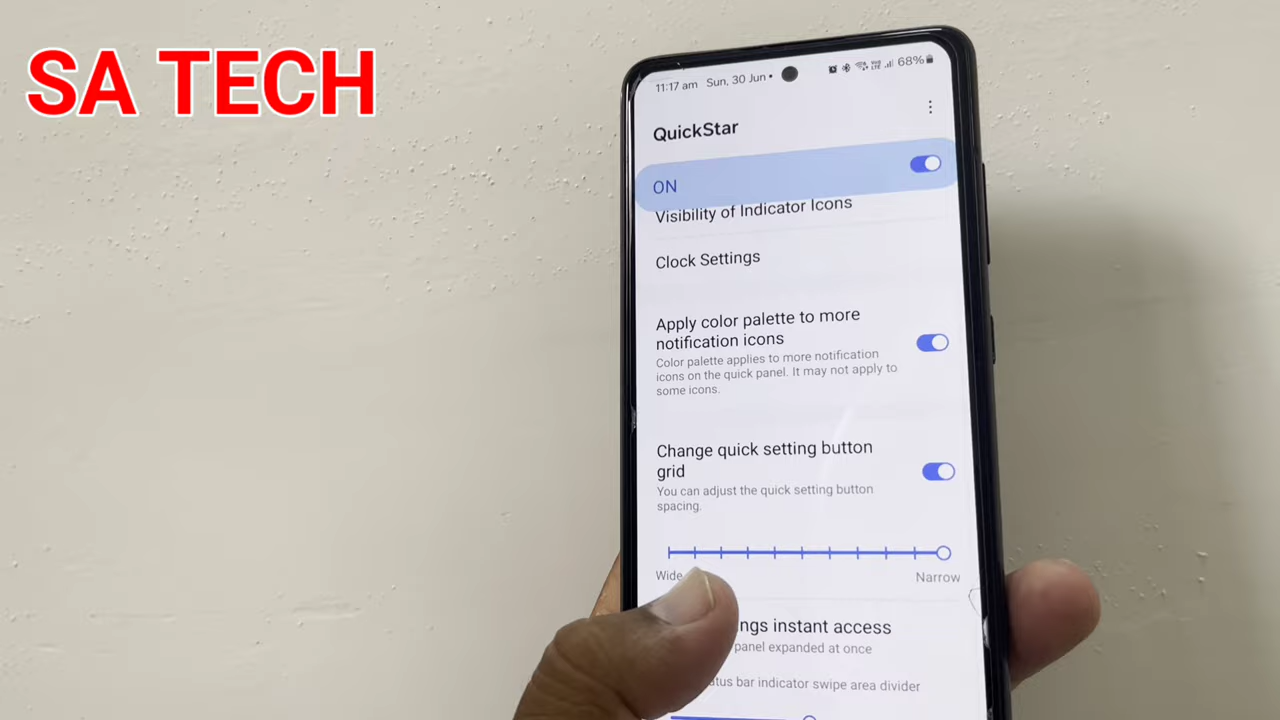 SA TECH
11:17 am Sun, 30 Jun • 68%
QuickStar
ON
Visibility of Indicator Icons
Clock Settings
Apply color palette to more
notification icons
Color palette applies to more notification
icons on the quick panel. It may not apply to
some icons.
Change quick setting button
grid
You can adjust the quick setting button
spacing.
Wide
Narrow
instant access
panel expanded at once
bar indicator swipe area divider